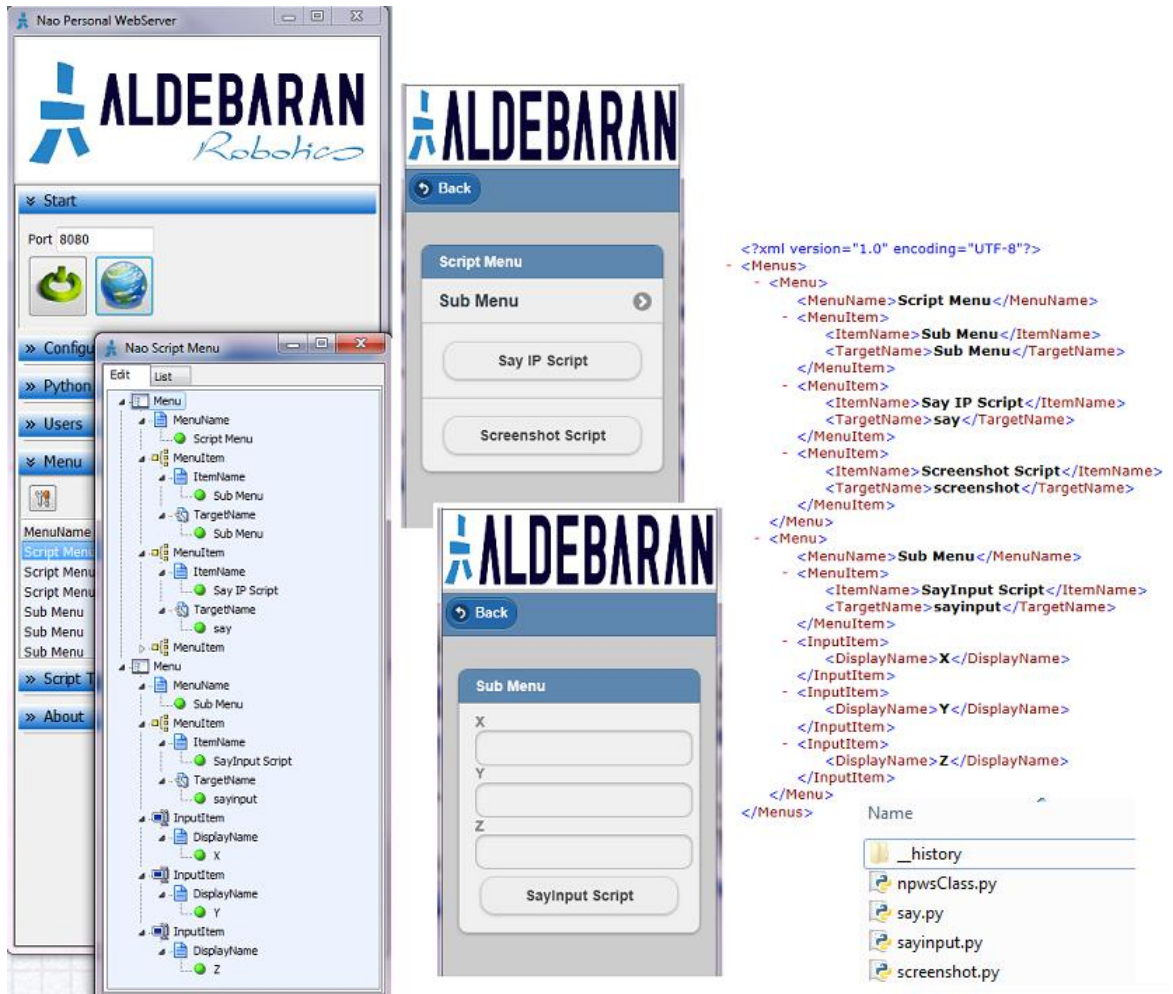 Nao Personal WebServer
ALDEBARAN
Robotics
Start
Port 8080
Configu
Python
Users
Menu
MenuName
Script Menu
Script Menu
Script Menu
Sub Menu
Sub Menu
Sub Menu
Script T
About
Nao Script Menu
Edit List
Menu
MenuName
Script Menu
MenuItem
ItemName
Sub Menu
TargetName
Sub Menu
MenuItem
ItemName
Say IP Script
TargetName
say
MenuItem
Menu
MenuName
Sub Menu
MenuItem
ItemName
SayInput Script
TargetName
sayinput
InputItem
DisplayName
X
InputItem
DisplayName
Y
InputItem
DisplayName
Z
ALDEBARAN
Back
Script Menu
Sub Menu
Say IP Script
Screenshot Script
ALDEBARAN
Back
Sub Menu
X
Y
Z
SayInput Script
<?xml version="1.0" encoding="UTF-8"?>
- <Menus>
- <Menu>
<MenuName>Script Menu</MenuName>
- <MenuItem>
<ItemName>Sub Menu</ItemName>
<TargetName>Sub Menu</TargetName>
</MenuItem>
- <MenuItem>
<ItemName>Say IP Script</ItemName>
<TargetName>say</TargetName>
</MenuItem>
- <MenuItem>
<ItemName>Screenshot Script</ItemName>
<TargetName>screenshot</TargetName>
</MenuItem>
</Menu>
- <Menu>
<MenuName>Sub Menu</MenuName>
- <MenuItem>
<ItemName>SayInput Script</ItemName>
<TargetName>sayinput</TargetName>
</MenuItem>
- <InputItem>
<DisplayName>X</DisplayName>
</InputItem>
- <InputItem>
<DisplayName>Y</DisplayName>
</InputItem>
- <InputItem>
<DisplayName>Z</DisplayName>
</InputItem>
</Menu>
</Menus>
Name
__history
npwsClass.py
say.py
sayinput.py
screenshot.py